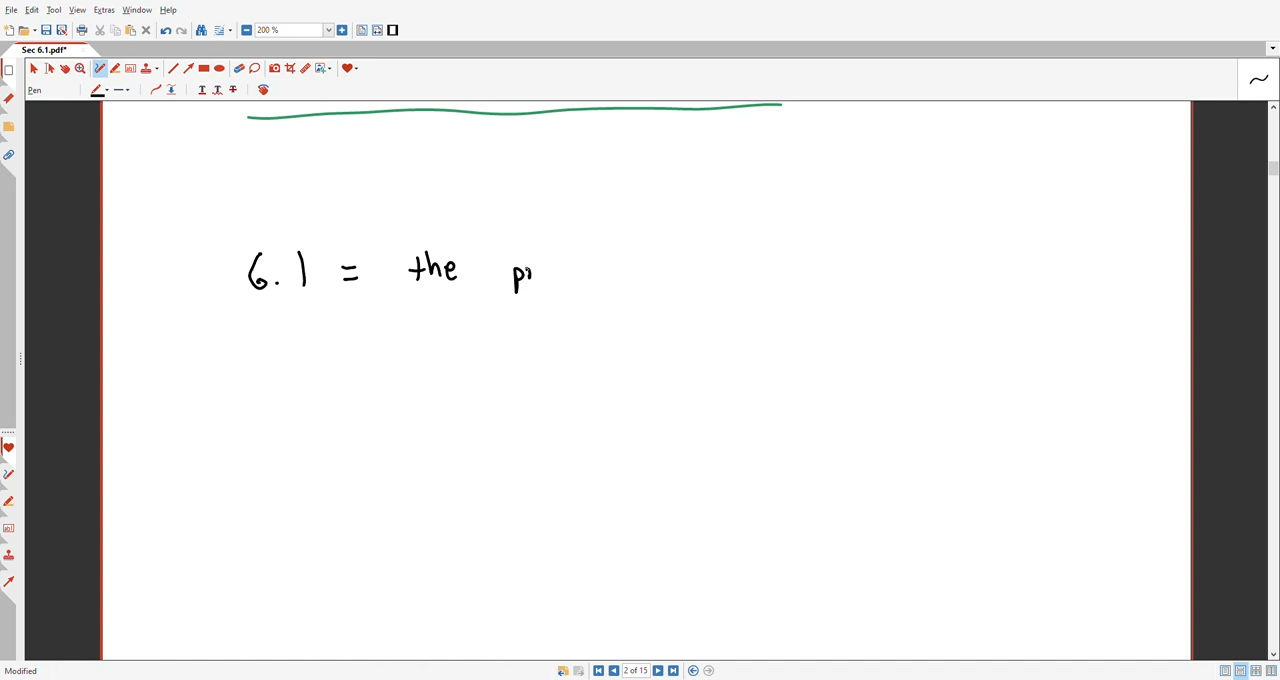 File Edit Tool View Extras Window Help
200 %
Sec 6.1.pdf*
Pen
6.1 = the
Modified
2 of 15